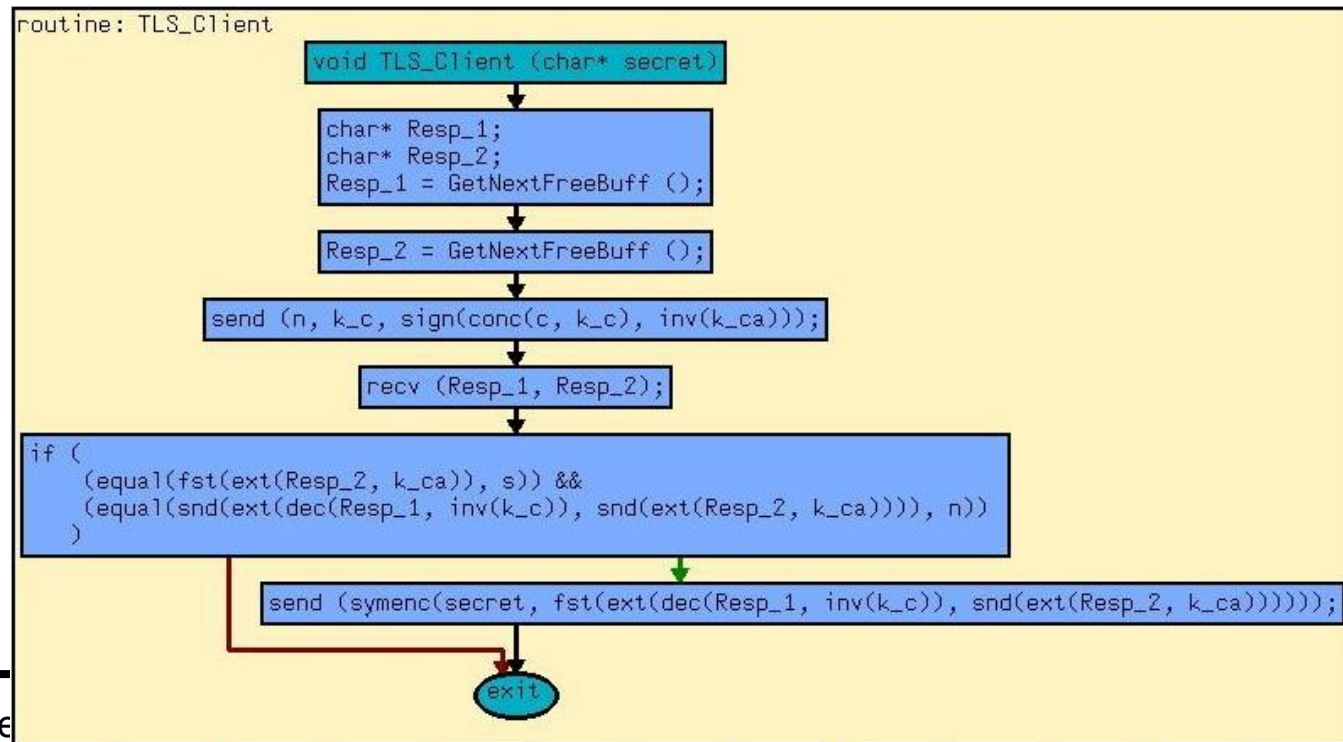 routine: TLS_Client
void TLS_Client (char* secret)
char* Resp_1;
char* Resp_2;
Resp_1 = GetNextFreeBuff ();
Resp_2 = GetNextFreeBuff ();
send (n, k_c, sign(conc(c, k_c), inv(k_ca)));
recv (Resp_1, Resp_2);
if (
(equal(fst(ext(Resp_2, k_ca)), s)) &&
(equal(snd(ext(dec(Resp_1, inv(k_c)), snd(ext(Resp_2, k_ca)))), n))
)
send (symenc(secret, fst(ext(dec(Resp_1, inv(k_c)), snd(ext(Resp_2, k_ca))))));
exit